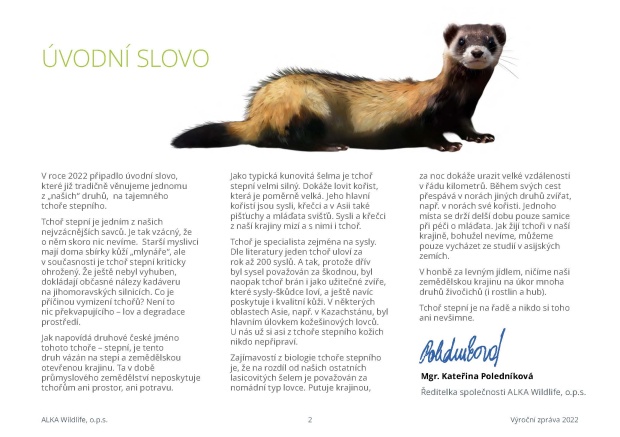 ÚVODNÍ SLOVO
V roce 2022 připadlo úvodní slovo,
které již tradičně věnujeme jednomu
z „našich“ druhů,  na tajemného
tchoře stepního.
Tchoř stepní je jedním z našich
nejvzácnějších savců. Je tak vzácný, že
o něm skoro nic nevíme.  Starší myslivci
mají doma sbírky kůží „mlynáře“, ale
v současnosti je tchoř stepní kriticky
ohrožený. Že ještě nebyl vyhuben,
dokládají občasné nálezy kadáveru
na jihomoravských silnicích. Co je
příčinou vymizení tchořů? Není to
nic překvapujícího – lov a degradace
prostředí.
Jak napovídá druhové české jméno
tohoto tchoře – stepní, je tento
druh vázán na stepi a zemědělskou
otevřenou krajinu. Ta v době
průmyslového zemědělství neposkytuje
tchořům ani prostor, ani potravu.
Jako typická kunovitá šelma je tchoř
stepní velmi silný. Dokáže lovit kořist,
která je poměrně velká. Jeho hlavní
kořistí jsou sysli, křečci a v Asii také
pišťuchy a mláďata svišťů. Sysli a křečci
z naší krajiny mizí a s nimi i tchoř.
Tchoř je specialista zejména na sysly.
Dle literatury jeden tchoř uloví za
rok až 200 syslů. A tak, protože dřív
byl sysel považován za škodnou, byl
naopak tchoř brán i jako užitečné zvíře,
které sysly-škůdce loví, a ještě navíc
poskytuje i kvalitní kůži. V některých
oblastech Asie, např. v Kazachstánu, byl
hlavním úlovkem kožešinových lovců.
U nás už si asi z tchoře stepního kožich
nikdo nepřipraví.
Zajímavostí z biologie tchoře stepního
je, že na rozdíl od našich ostatních
lasicovitých šelem je považován za
nomádní typ lovce. Putuje krajinou,
za noc dokáže urazit velké vzdálenosti
v řádu kilometrů. Během svých cest
přespává v norách jiných druhů zvířat,
např. v norách své kořisti. Jednoho
místa se drží delší dobu pouze samice
při péči o mláďata. Jak žijí tchoři v naší
krajině, bohužel nevíme, můžeme
pouze vycházet ze studií v asijských
zemích.
V honbě za levným jídlem, ničíme naši
zemědělskou krajinu na úkor mnoha
druhů živočichů (i rostlin a hub).
Tchoř stepní je na řadě a nikdo si toho
ani nevšimne.
Mgr. Kateřina Poledníková
Ředitelka společnosti ALKA Wildlife, o.p.s.
ALKA Wildlife, o.p.s.
2
Výroční zpráva 2022